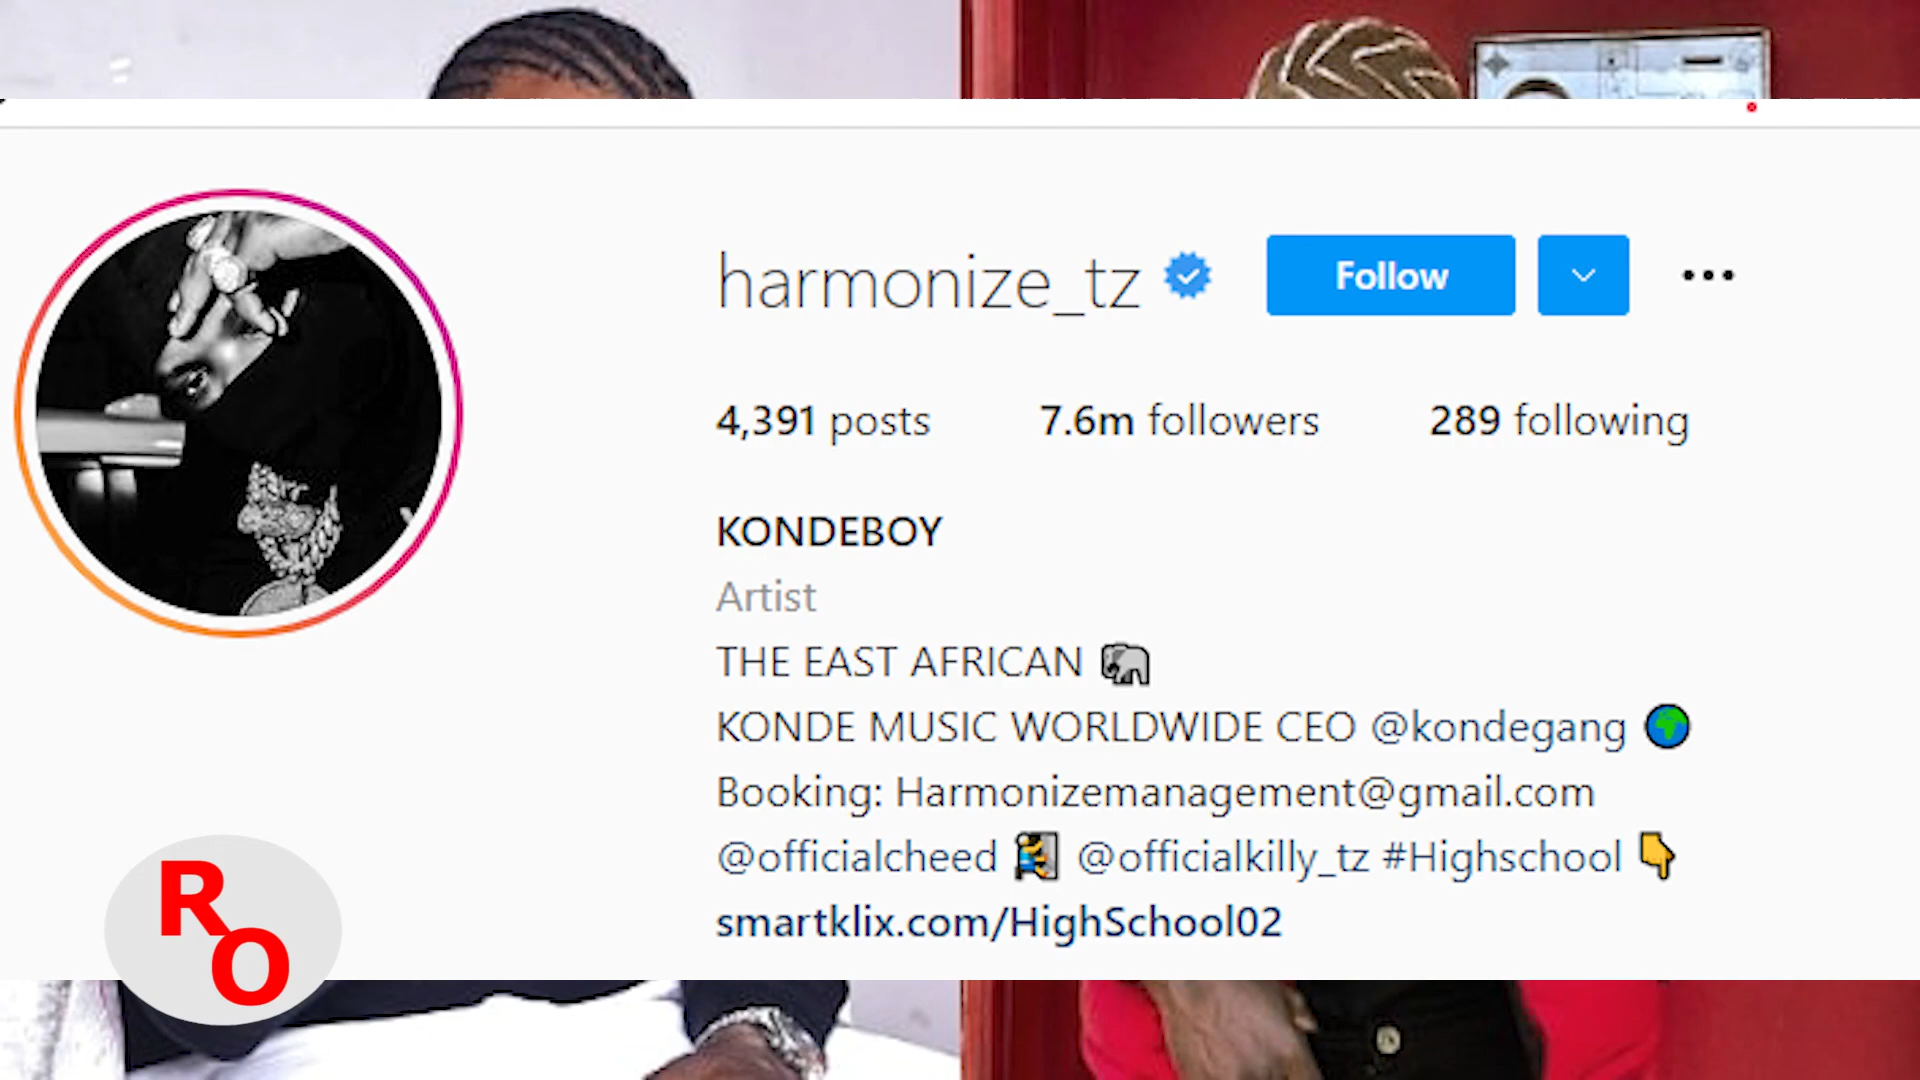 harmonize_tz Follow
4,391 posts 7.6m followers 289 following
KONDEBOY
Artist
THE EAST AFRICAN 🐘
KONDE MUSIC WORLDWIDE CEO @kondegang 🌍
Booking: Harmonizemanagement@gmail.com
@officialcheed 🧗 @officialkilly_tz #Highschool 👇
smartklix.com/HighSchool02
RO